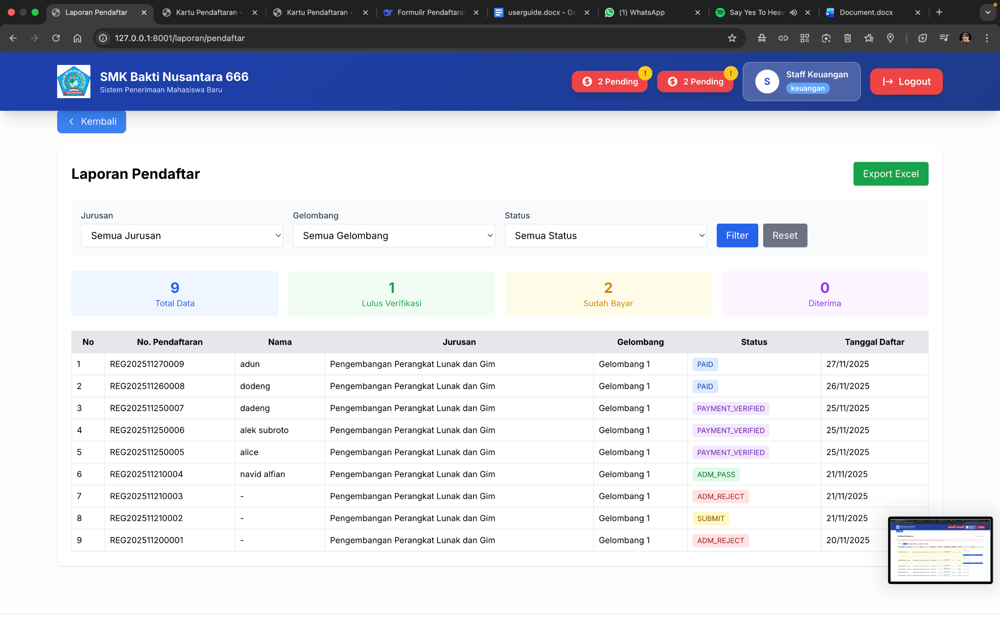 Laporan Pendaftar
Kartu Pendaftaran -
Kartu Pendaftaran -
Formulir Pendaftaran
userguide.docx - Go
(1) WhatsApp
Say Yes To Heav
Document.docx
127.0.0.1:8001/laporan/pendaftar
SMK Bakti Nusantara 666
Sistem Penerimaan Mahasiswa Baru
2 Pending
!
2 Pending
!
S
Staff Keuangan
keuangan
Logout
Kembali
Laporan Pendaftar
Export Excel
Jurusan
Gelombang
Status
Semua Jurusan
Semua Gelombang
Semua Status
Filter
Reset
9
Total Data
1
Lulus Verifikasi
2
Sudah Bayar
0
Diterima
No No. Pendaftaran Nama Jurusan Gelombang Status Tanggal Daftar
1 REG202511270009 adun Pengembangan Perangkat Lunak dan Gim Gelombang 1 PAID 27/11/2025
2 REG202511260008 dodeng Pengembangan Perangkat Lunak dan Gim Gelombang 1 PAID 26/11/2025
3 REG202511250007 dadeng Pengembangan Perangkat Lunak dan Gim Gelombang 1 PAYMENT_VERIFIED 25/11/2025
4 REG202511250006 alek subroto Pengembangan Perangkat Lunak dan Gim Gelombang 1 PAYMENT_VERIFIED 25/11/2025
5 REG202511250005 alice Pengembangan Perangkat Lunak dan Gim Gelombang 1 PAYMENT_VERIFIED 25/11/2025
6 REG202511210004 navid alfian Pengembangan Perangkat Lunak dan Gim Gelombang 1 ADM_PASS 21/11/2025
7 REG202511210003 - Pengembangan Perangkat Lunak dan Gim Gelombang 1 ADM_REJECT 21/11/2025
8 REG202511210002 - Pengembangan Perangkat Lunak dan Gim Gelombang 1 SUBMIT 21/11/2025
9 REG202511200001 - Pengembangan Perangkat Lunak dan Gim Gelombang 1 ADM_REJECT 20/11/2025